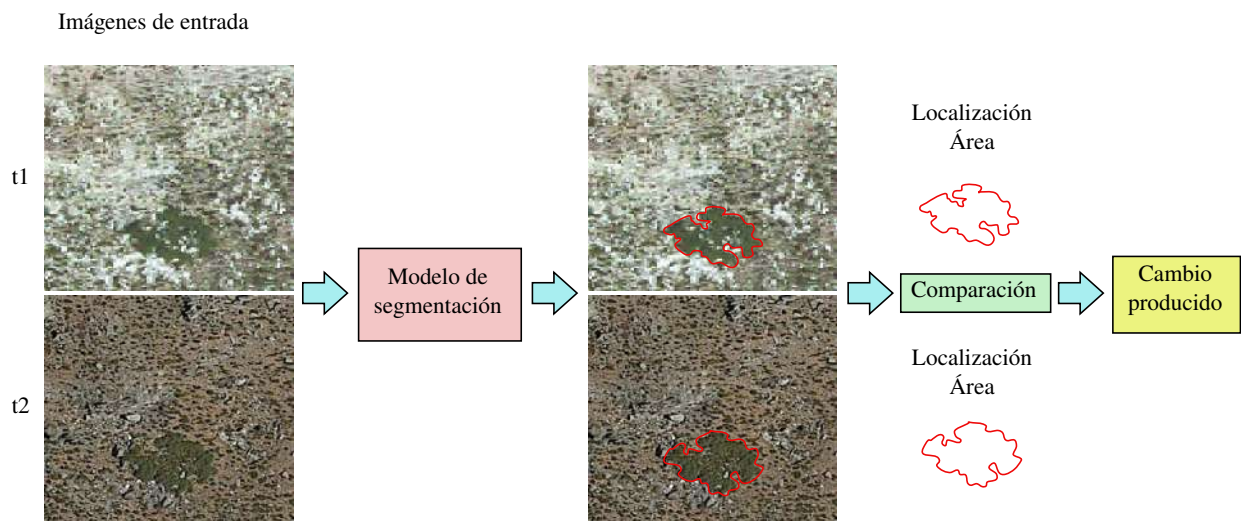 Imágenes de entrada
t1
Modelo de
segmentación
Localización
Área
Comparación
Cambio
producido
t2
Localización
Área